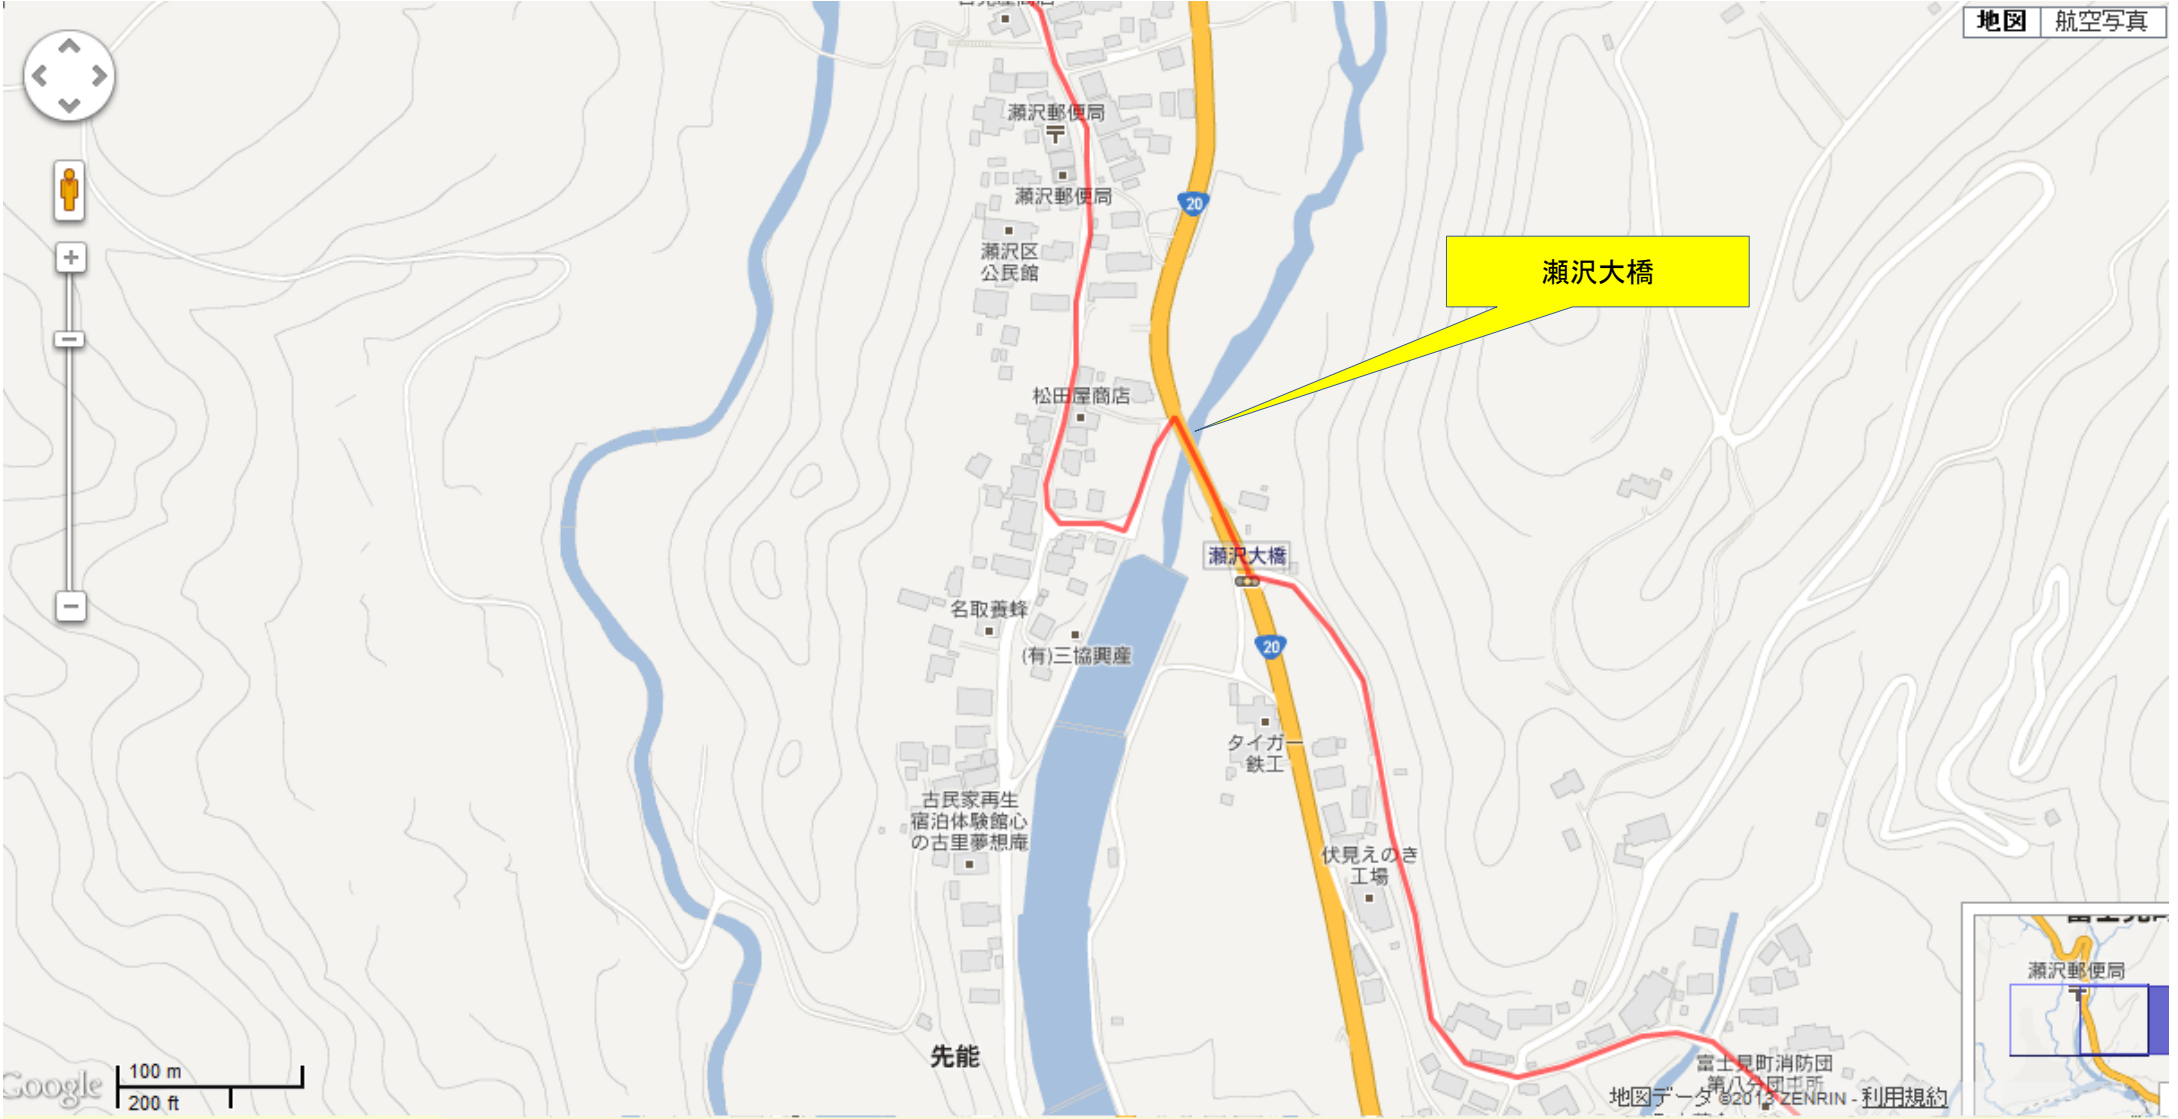 地図 航空写真
瀬沢郵便局
瀬沢郵便局
20
瀬沢区
公民館
瀬沢大橋
松田屋商店
瀬沢大橋
名取養蜂
(有)三協興産
20
タイガー
鉄工
古民家再生
宿泊体験館心
の古里夢想庵
伏見えのき
工場
瀬沢郵便局
先能
富士見町消防団
第八分団屯所
100 m
200 ft
Google
地図データ ©2012 ZENRIN - 利用規約